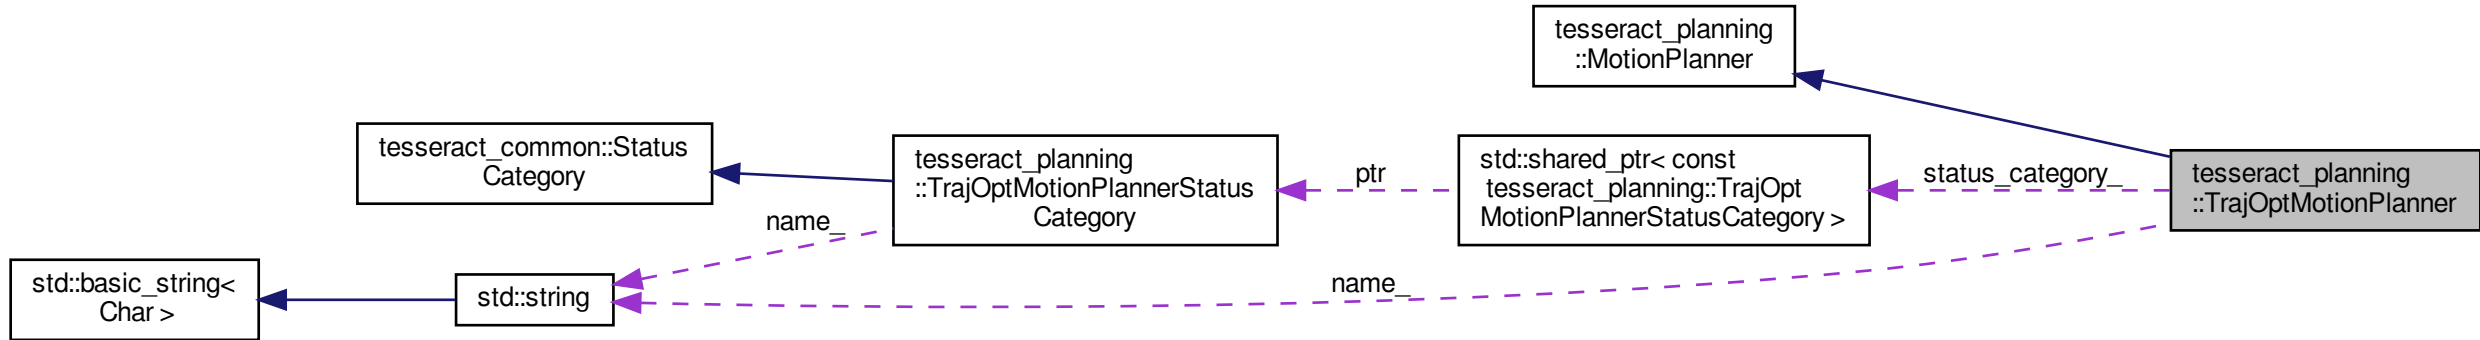 tesseract_planning
::MotionPlanner
tesseract_common::Status
Category
tesseract_planning
::TrajOptMotionPlannerStatus
Category
ptr
std::shared_ptr< const
tesseract_planning::TrajOpt
MotionPlannerStatusCategory >
status_category_
tesseract_planning
::TrajOptMotionPlanner
name_
std::basic_string<
Char >
std::string
name_